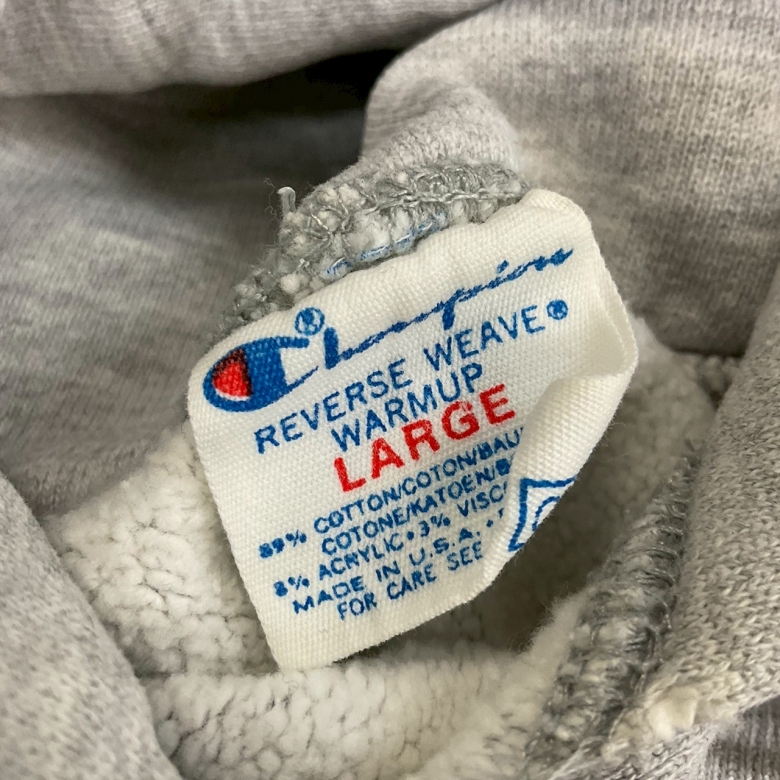 Champion®
REVERSE WEAVE®
WARMUP
LARGE
89% COTTON/COTON/BAU
COTONE/KATOEN/B
8% ACRYLIC • 3% VISC
MADE IN U.S.A. •
FOR CARE SEE